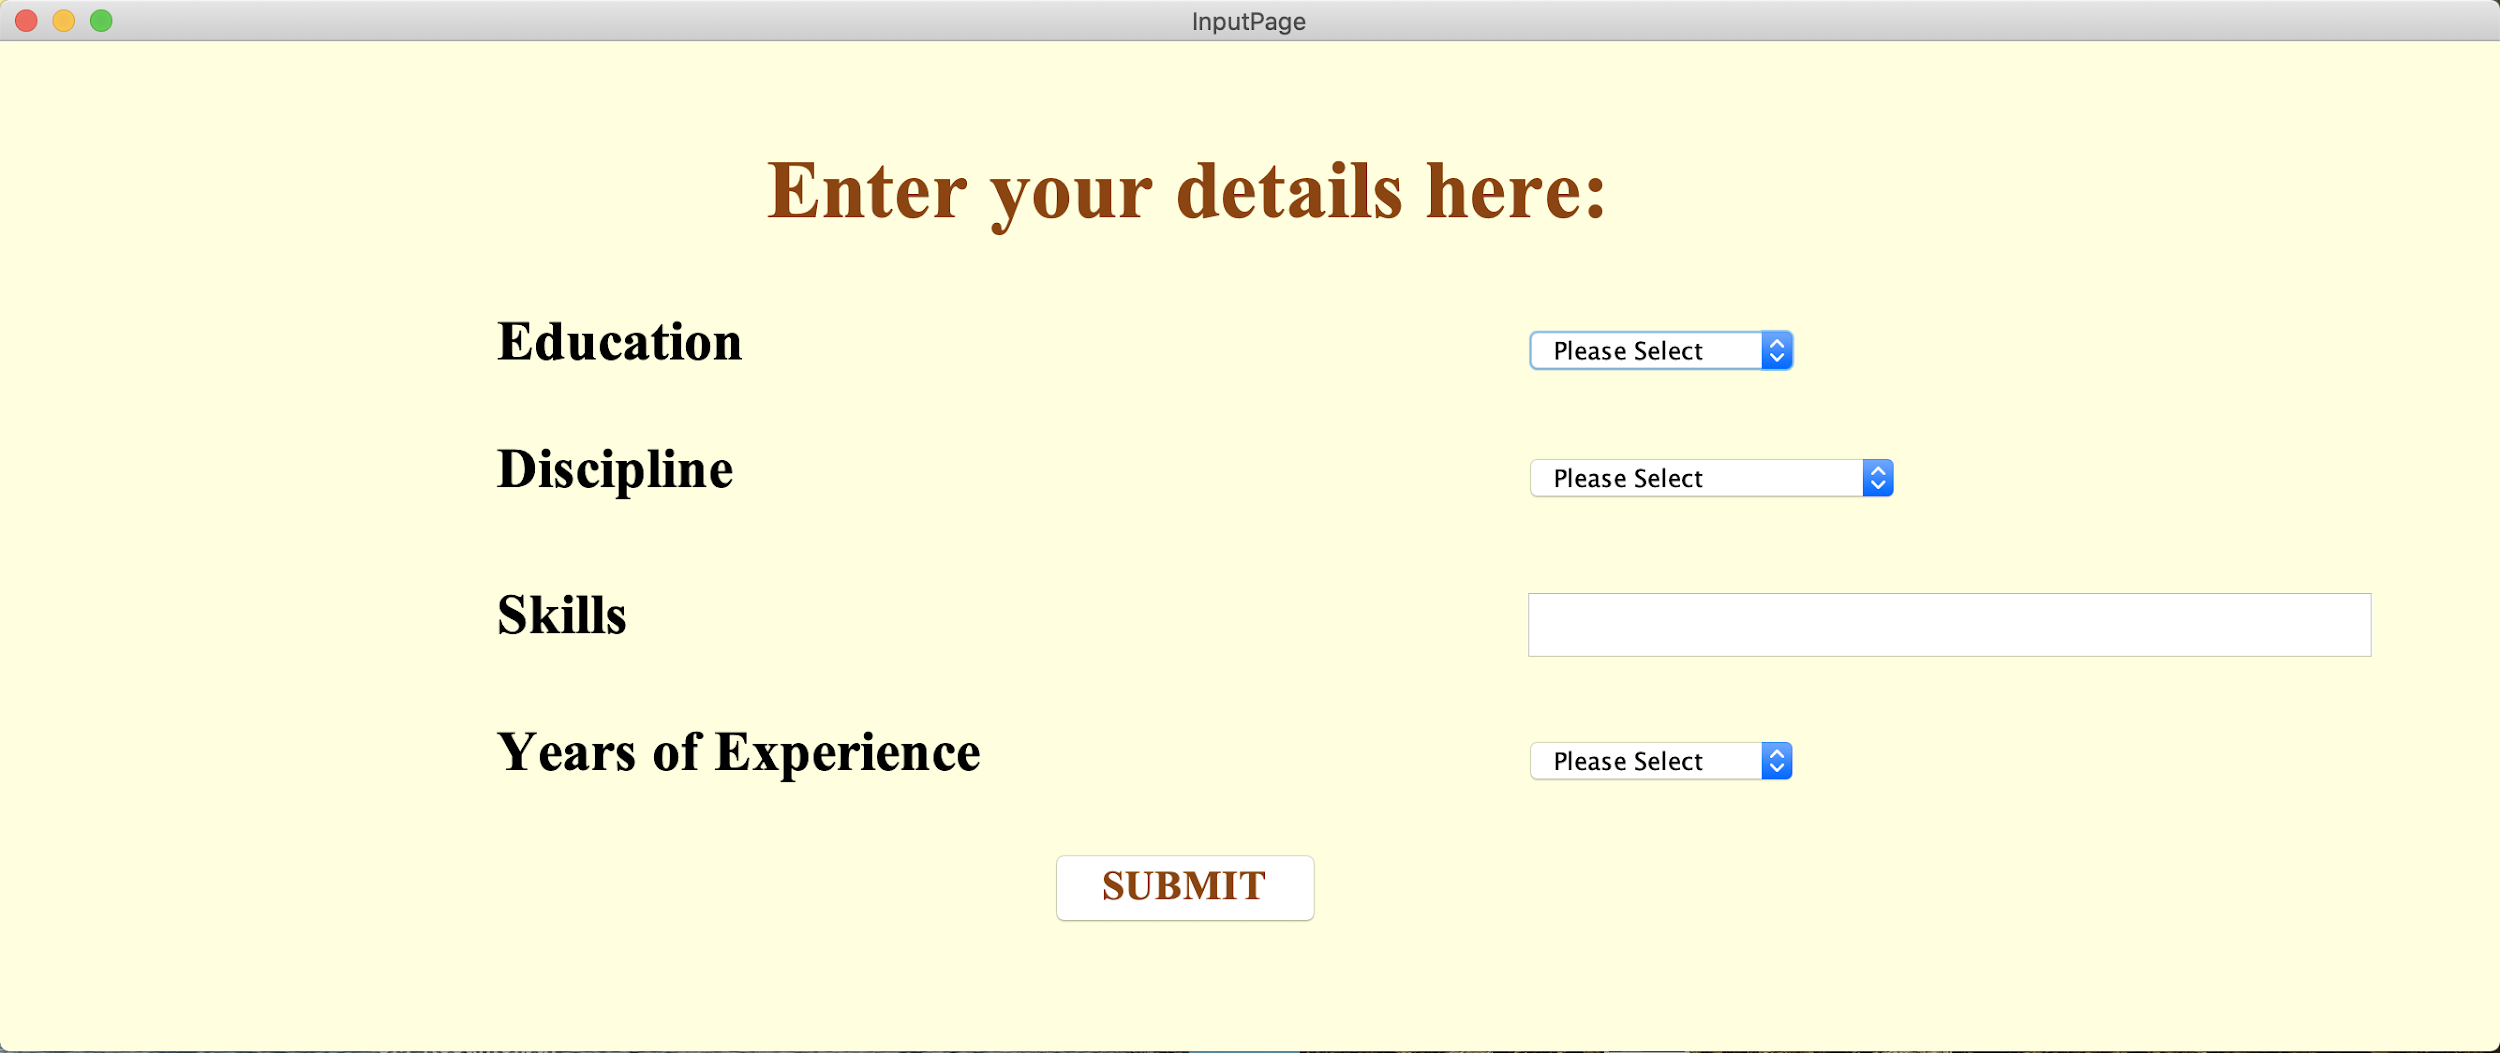 InputPage
Enter your details here:
Education Please Select
Discipline Please Select
Skills
Years of Experience Please Select
SUBMIT